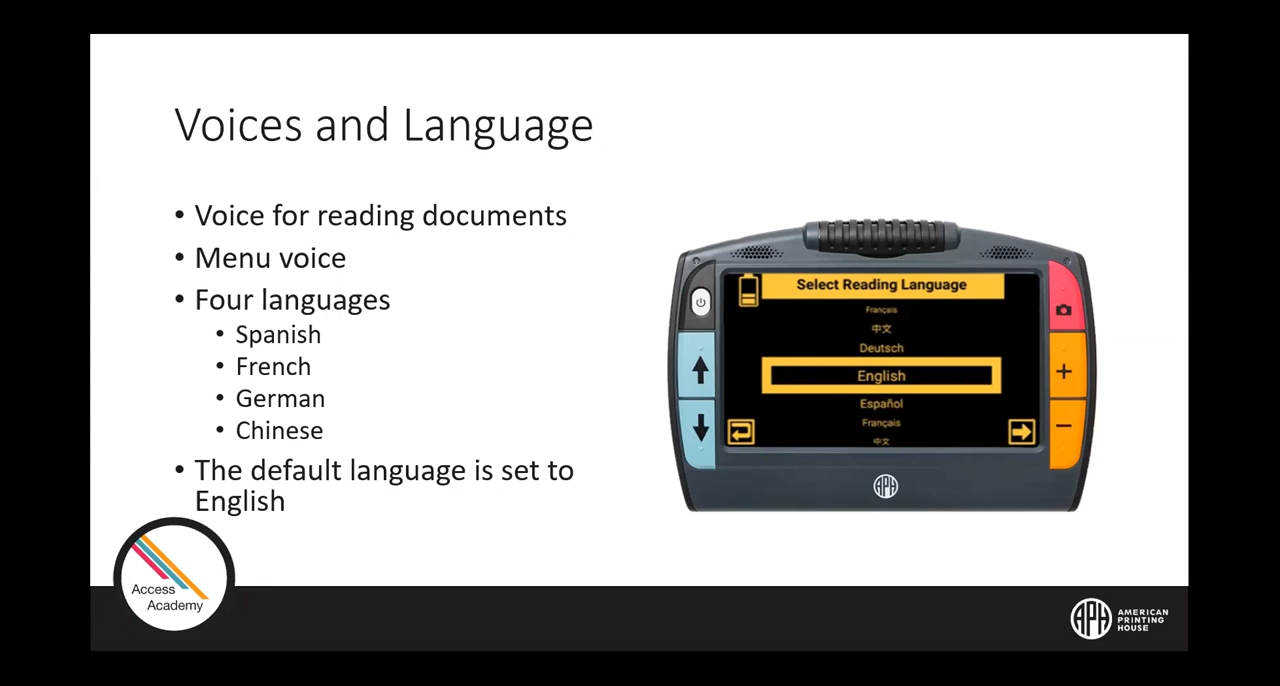 Voices and Language
• Voice for reading documents
• Menu voice
• Four languages
• Spanish
• French
• German
• Chinese
• The default language is set to
English
Select Reading Language
Français
中文
Deutsch
English
Español
Français
中文
APH
Access
Academy
APH
AMERICAN
PRINTING
HOUSE